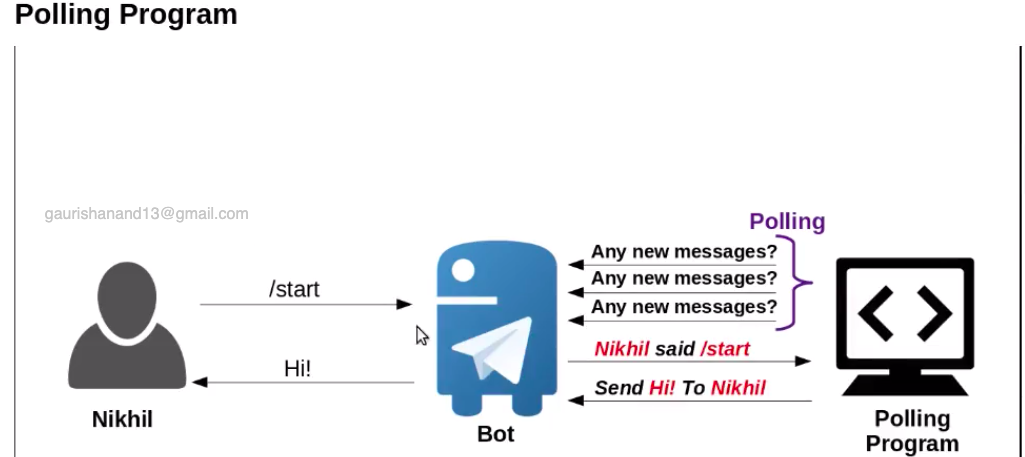 Polling Program
gaurishanand13@gmail.com
Polling
Any new messages?
Any new messages?
Any new messages?
/start
Nikhil said /start
Hi!
Send Hi! To Nikhil
Nikhil
Bot
Polling
Program